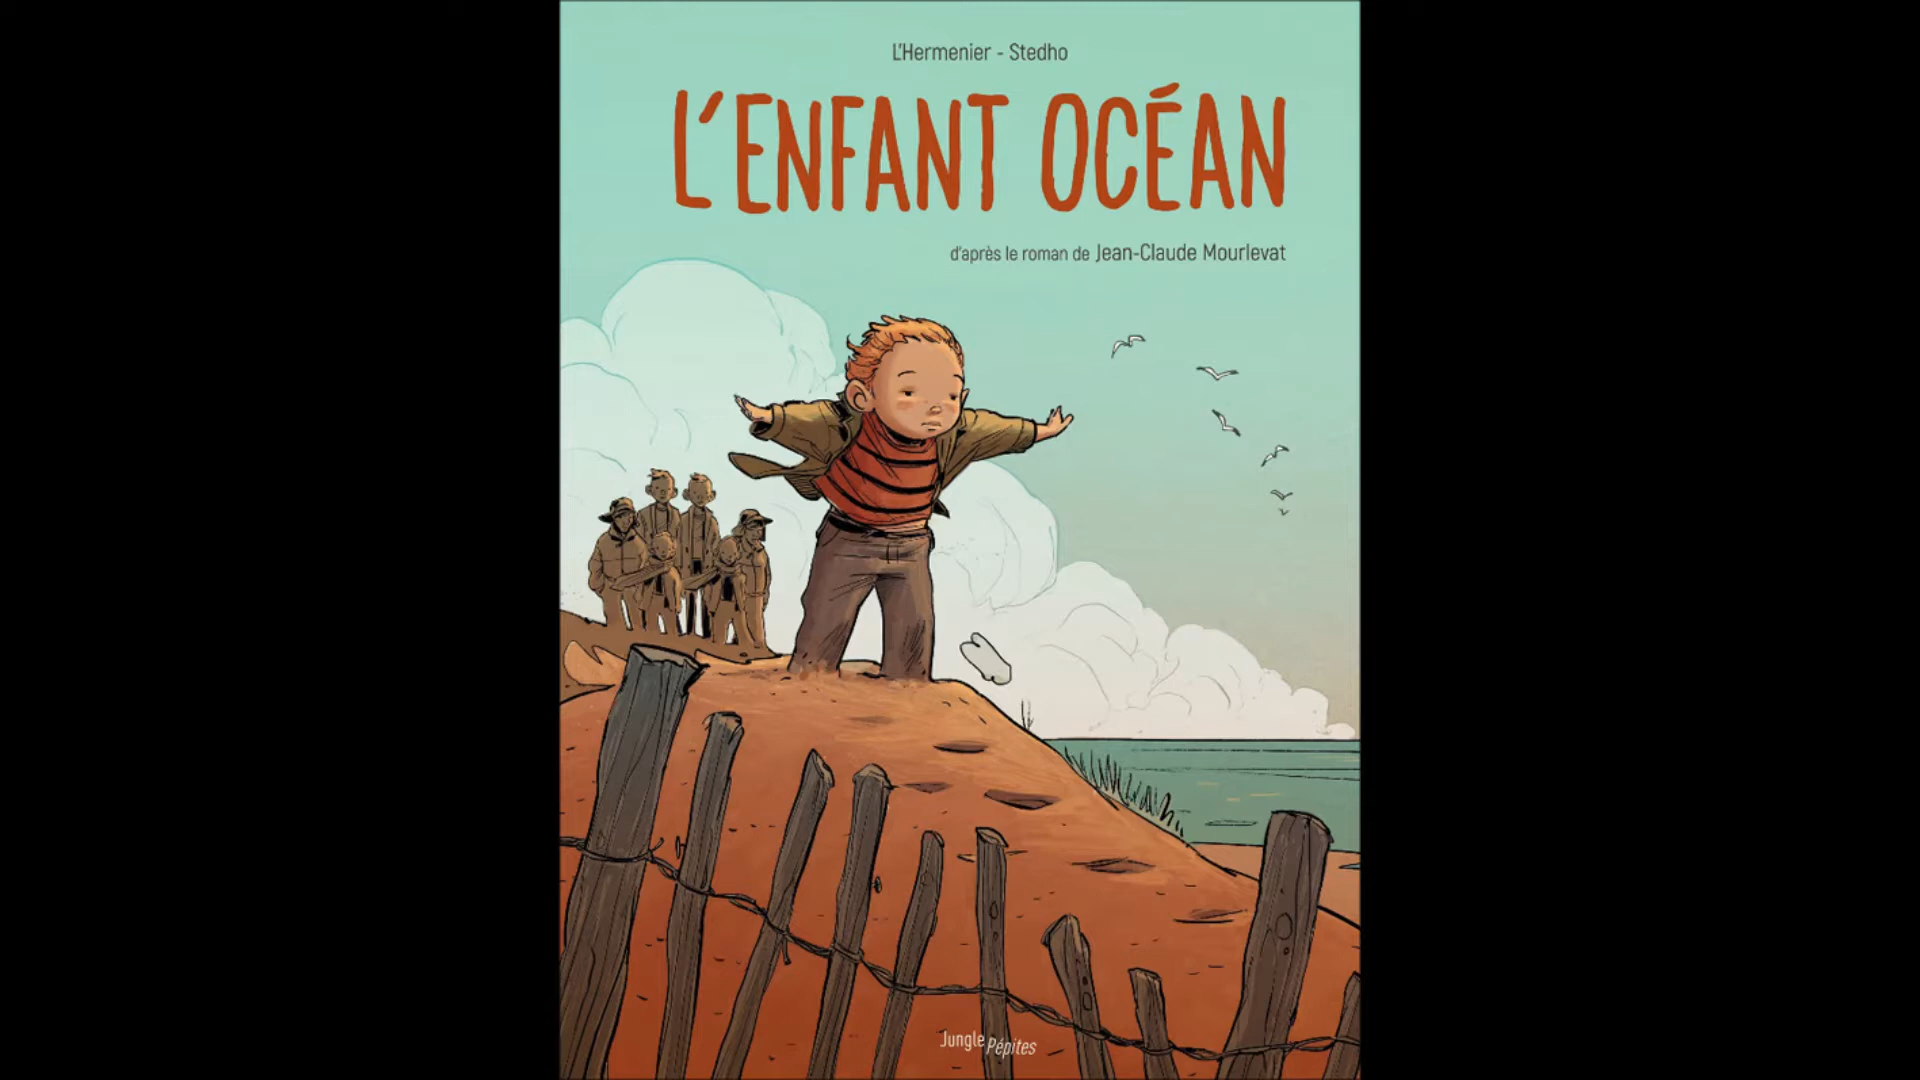 L'Hermenier - Stedho
L'ENFANT OCÉAN
d'après le roman de Jean-Claude Mourlevat
Jungle Pépites